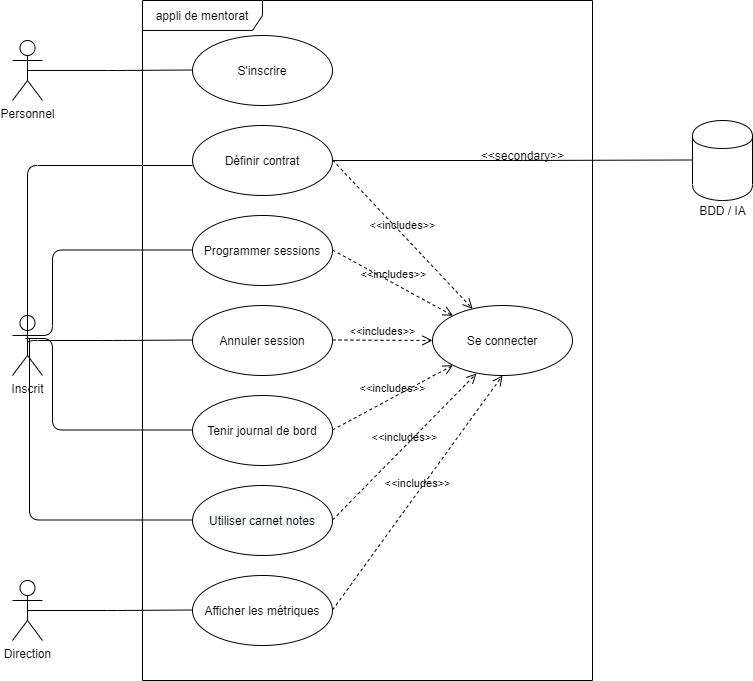 appli de mentorat
S'inscrire
Personnel
Définir contrat
<<secondary>>
BDD / IA
<<includes>>
Programmer sessions
<<includes>>
Inscrit
Annuler session
<<includes>>
Se connecter
<<includes>>
Tenir journal de bord
<<includes>>
<<includes>>
Utiliser carnet notes
Afficher les métriques
Direction